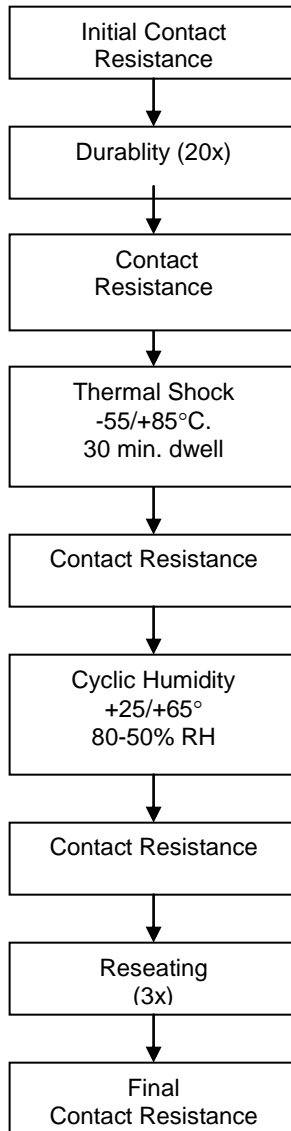 Initial Contact
Resistance
Durablity (20x)
Contact
Resistance
Thermal Shock
-55/+85°C.
30 min. dwell
Contact Resistance
Cyclic Humidity
+25/+65°
80-50% RH
Contact Resistance
Reseating
(3x)
Final
Contact Resistance